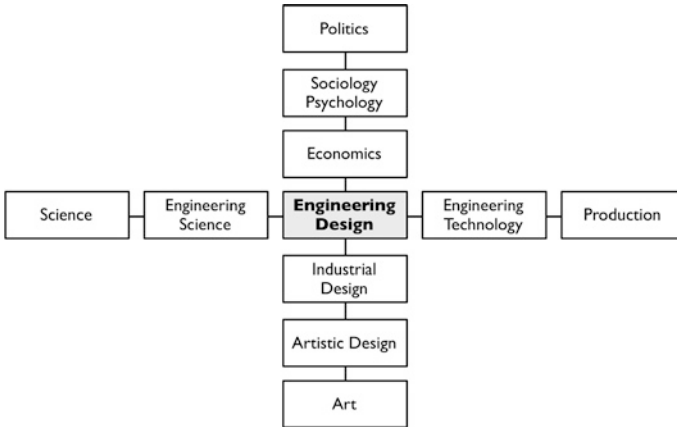 Politics
Sociology
Psychology
Economics
Science
Engineering
Science
Engineering
Design
Engineering
Technology
Production
Industrial
Design
Artistic Design
Art